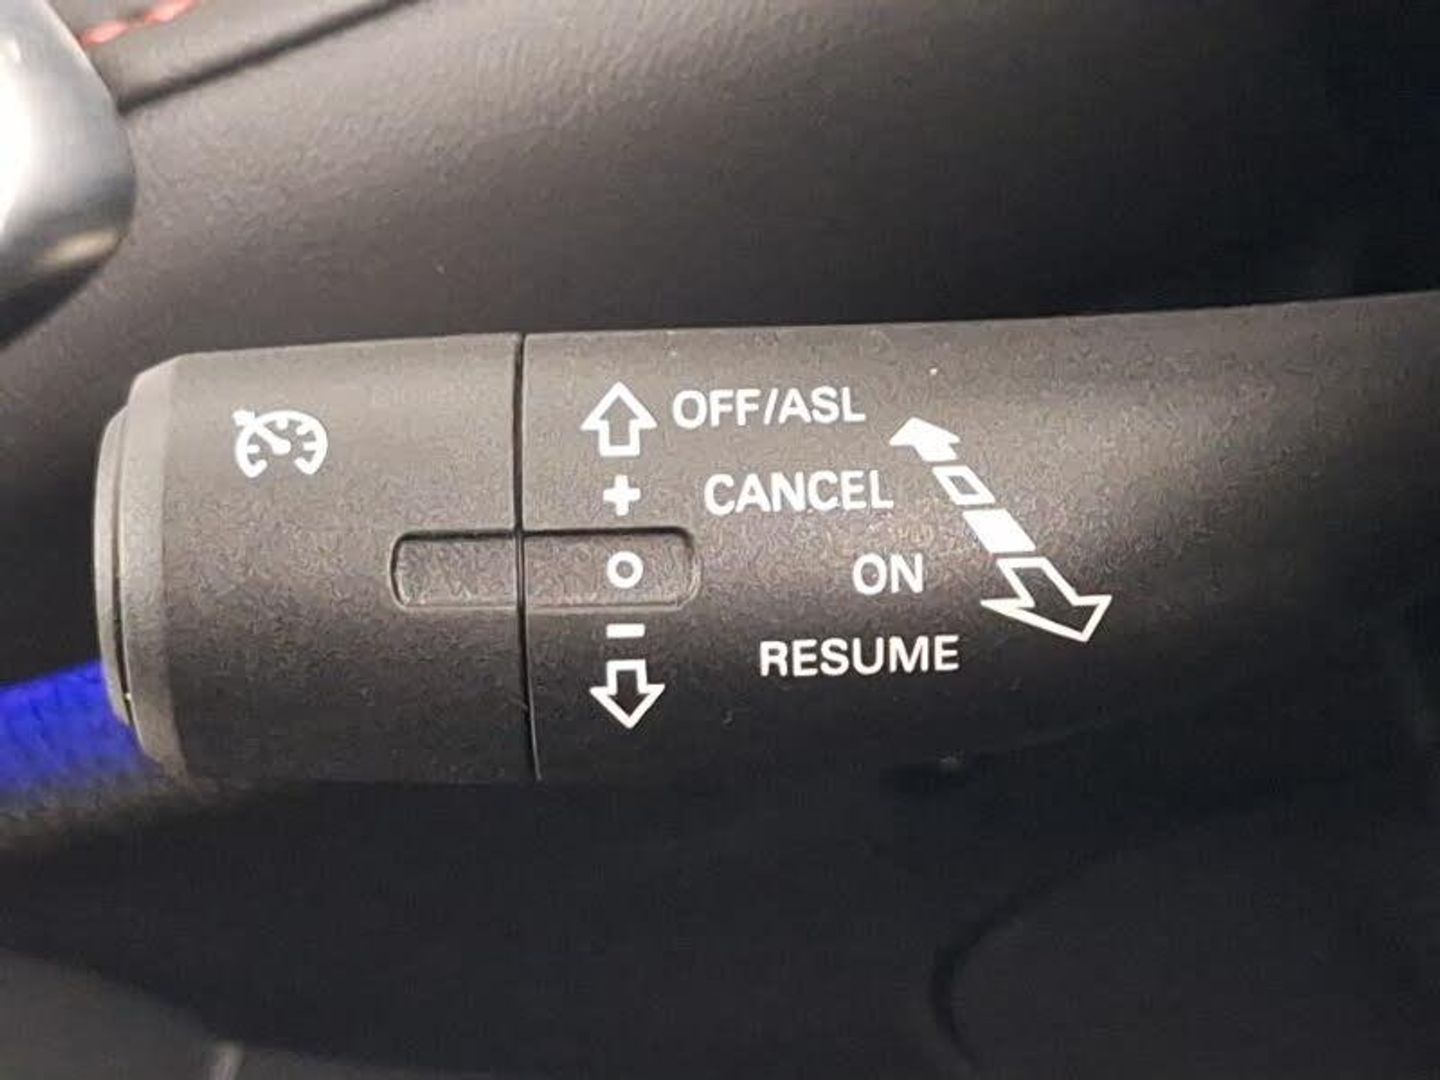 OFF/ASL
+ CANCEL
O ON
-
RESUME